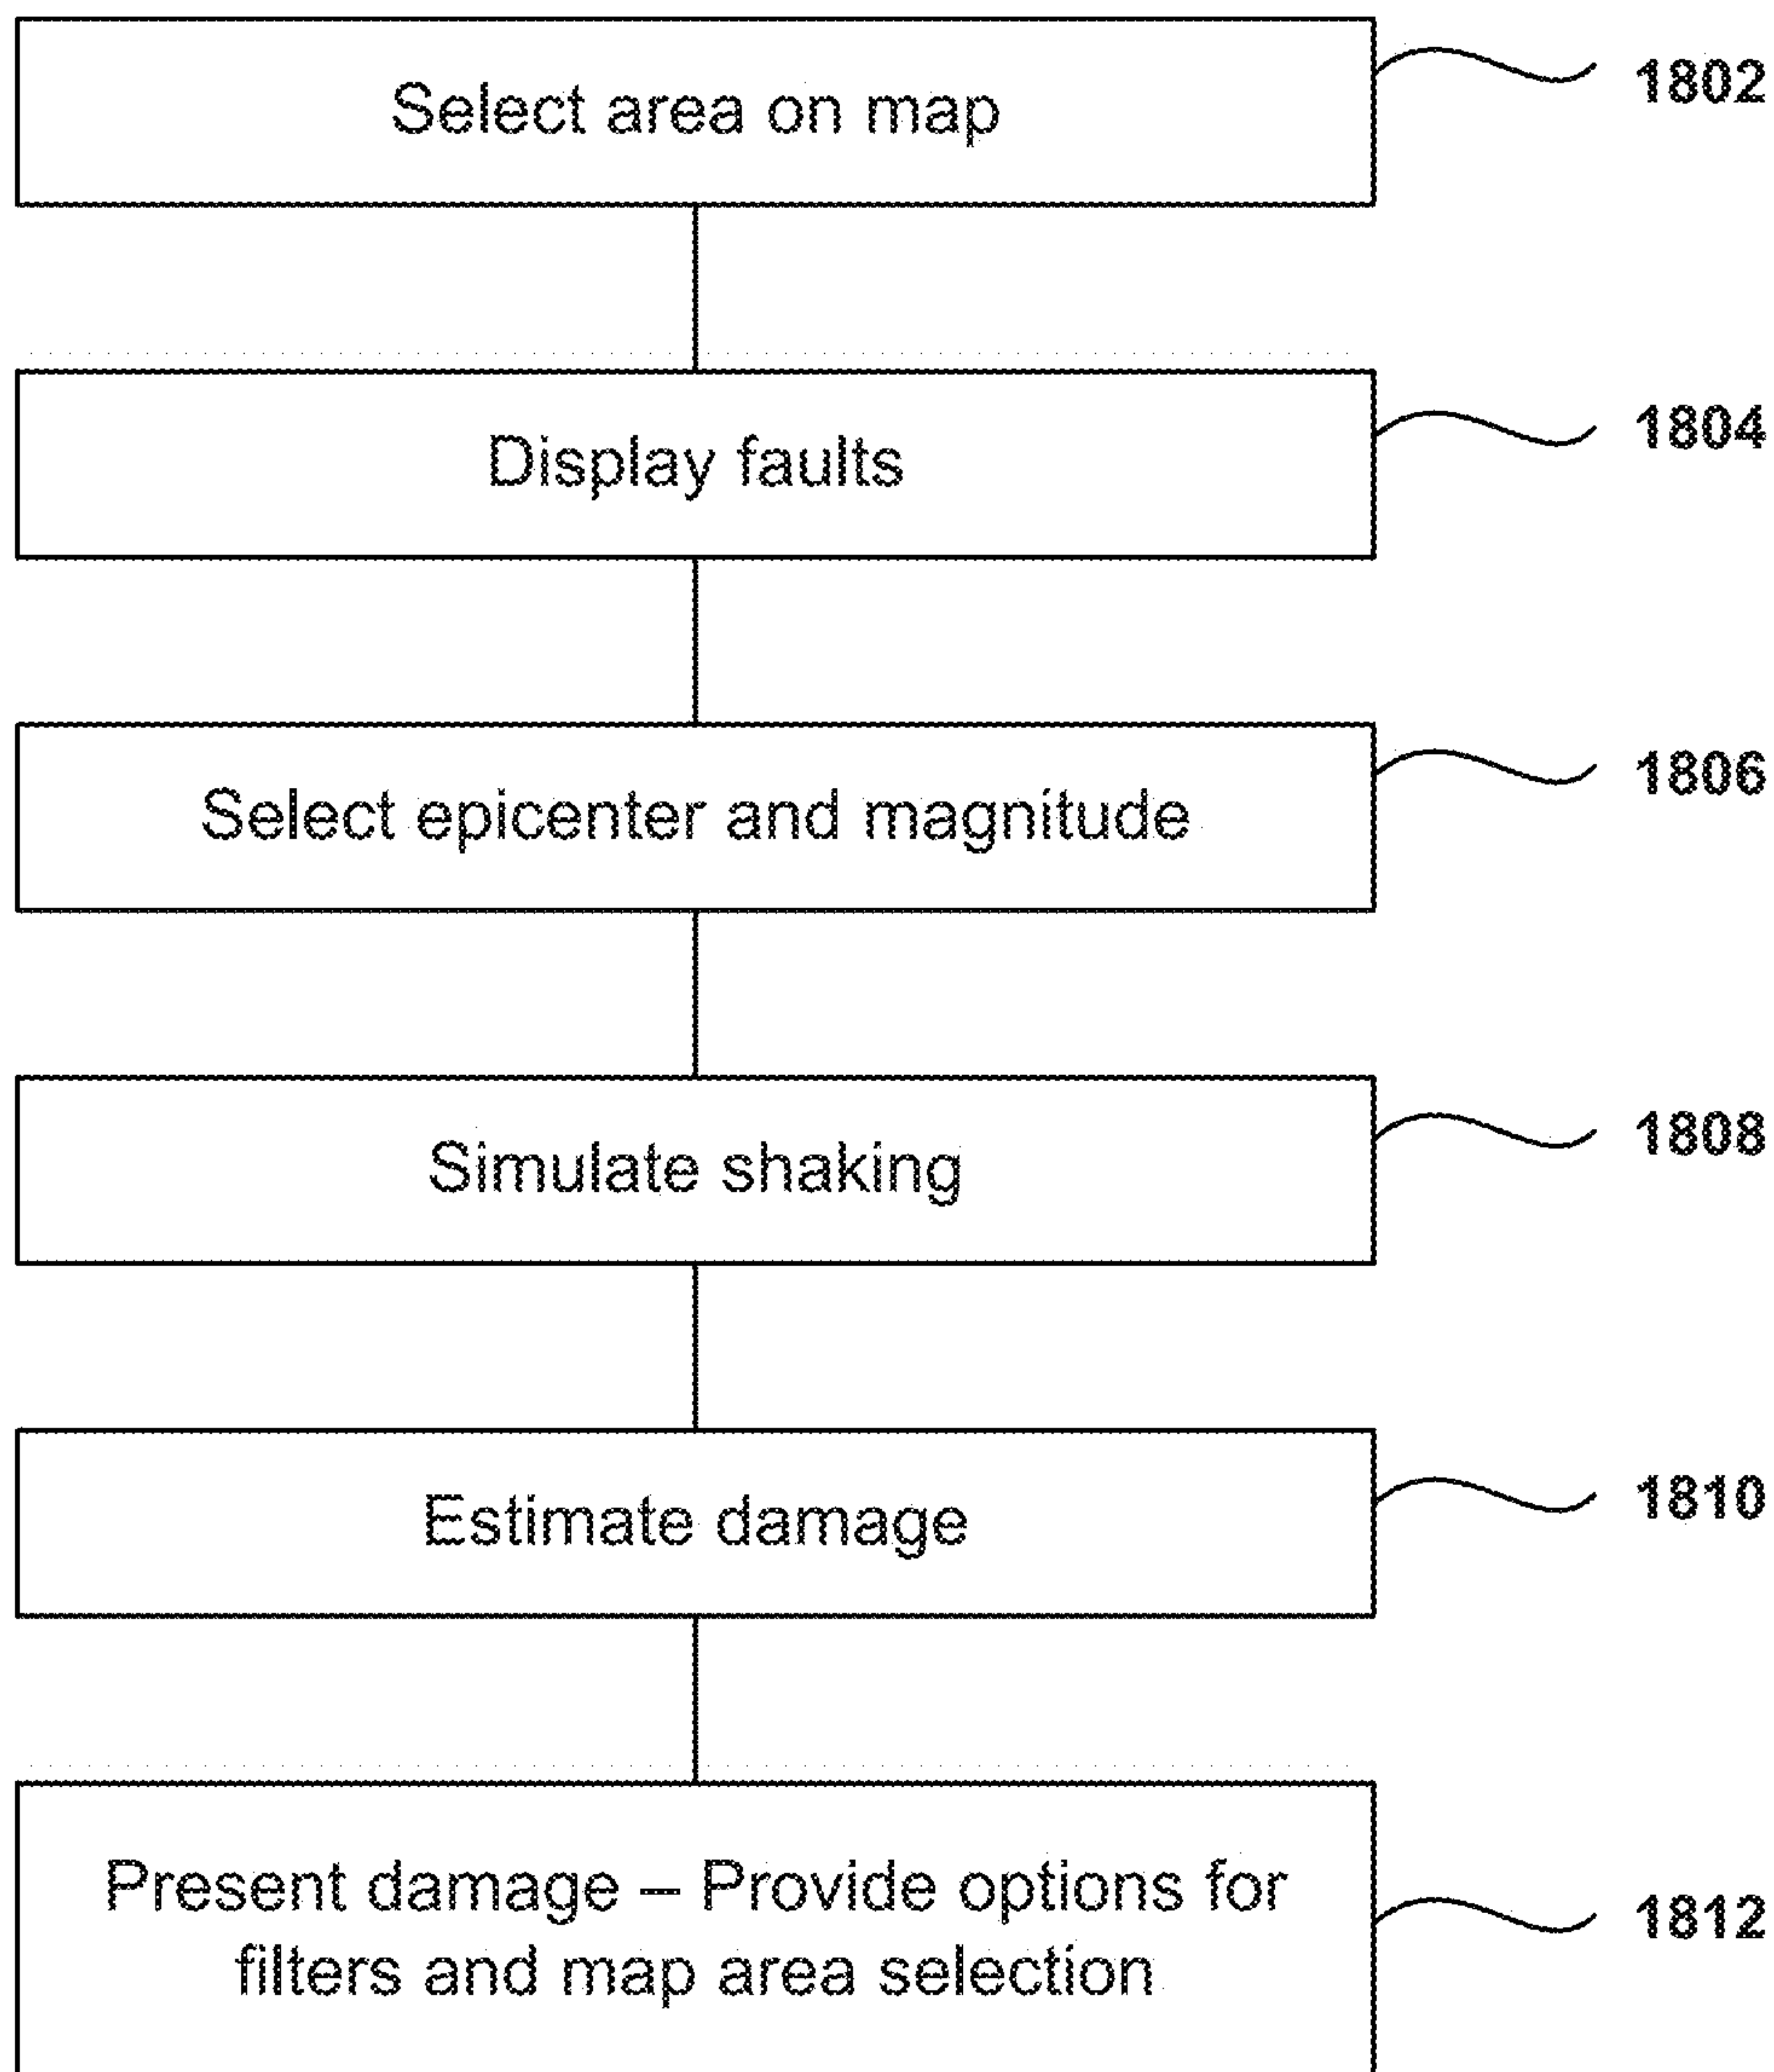 Select area on map
1802
Display faults
1804
Select epicenter and magnitude
1806
Simulate shaking
1808
Estimate damage
1810
Present damage – Provide options for
filters and map area selection
1812